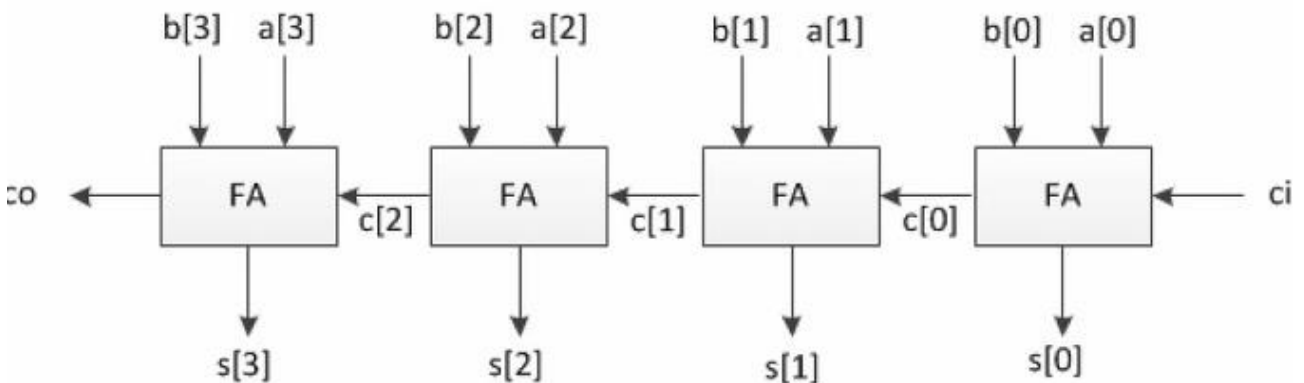 b[3] a[3] b[2] a[2] b[1] a[1] b[0] a[0]
co FA FA FA FA ci
c[2] c[1] c[0]
s[3] s[2] s[1] s[0]